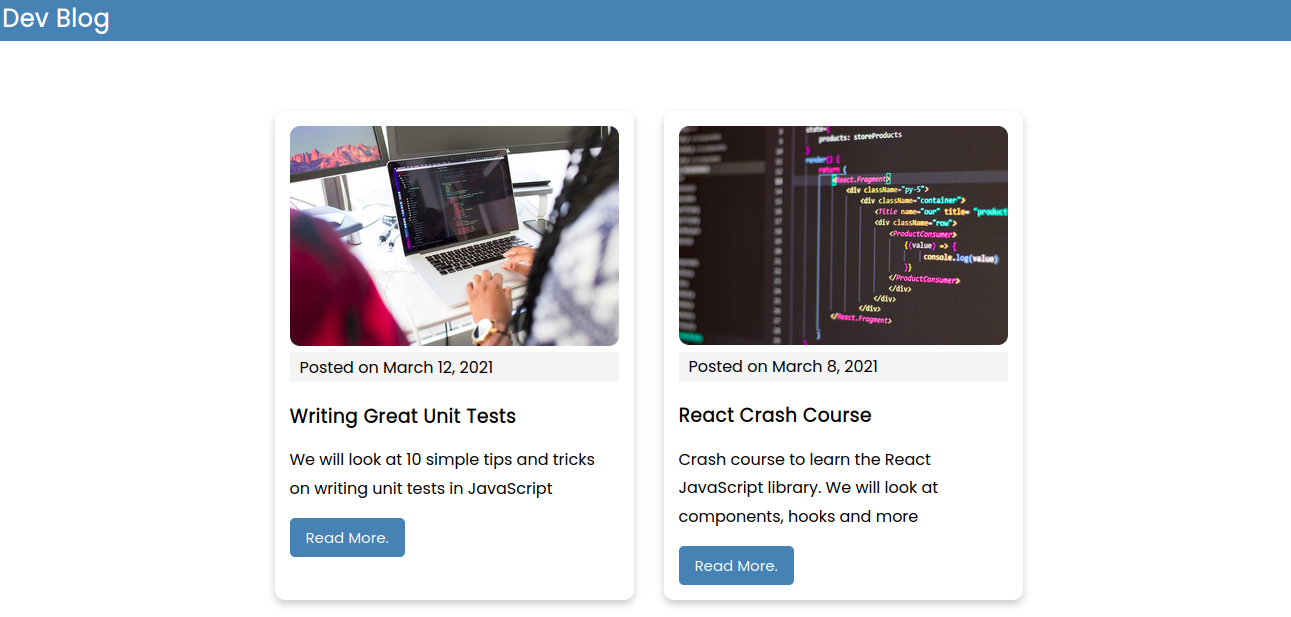 Dev Blog
state={
products: storeProducts
}
render() {
return (
<React.Fragment>
<div className="py-5">
<div className="container">
<Title name="our" title= "product
<div className="row">
<ProductConsumer>
{(value) => {
console.log(value)
}}
</ProductConsumer>
</div>
</div>
</div>
</React.Fragment>
Posted on March 12, 2021
Writing Great Unit Tests
We will look at 10 simple tips and tricks
on writing unit tests in JavaScript
Read More.
Posted on March 8, 2021
React Crash Course
Crash course to learn the React
JavaScript library. We will look at
components, hooks and more
Read More.